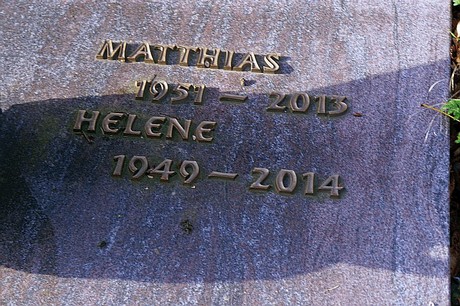 MATTHIAS
1951 – 2013
HELENE
1949 – 2014